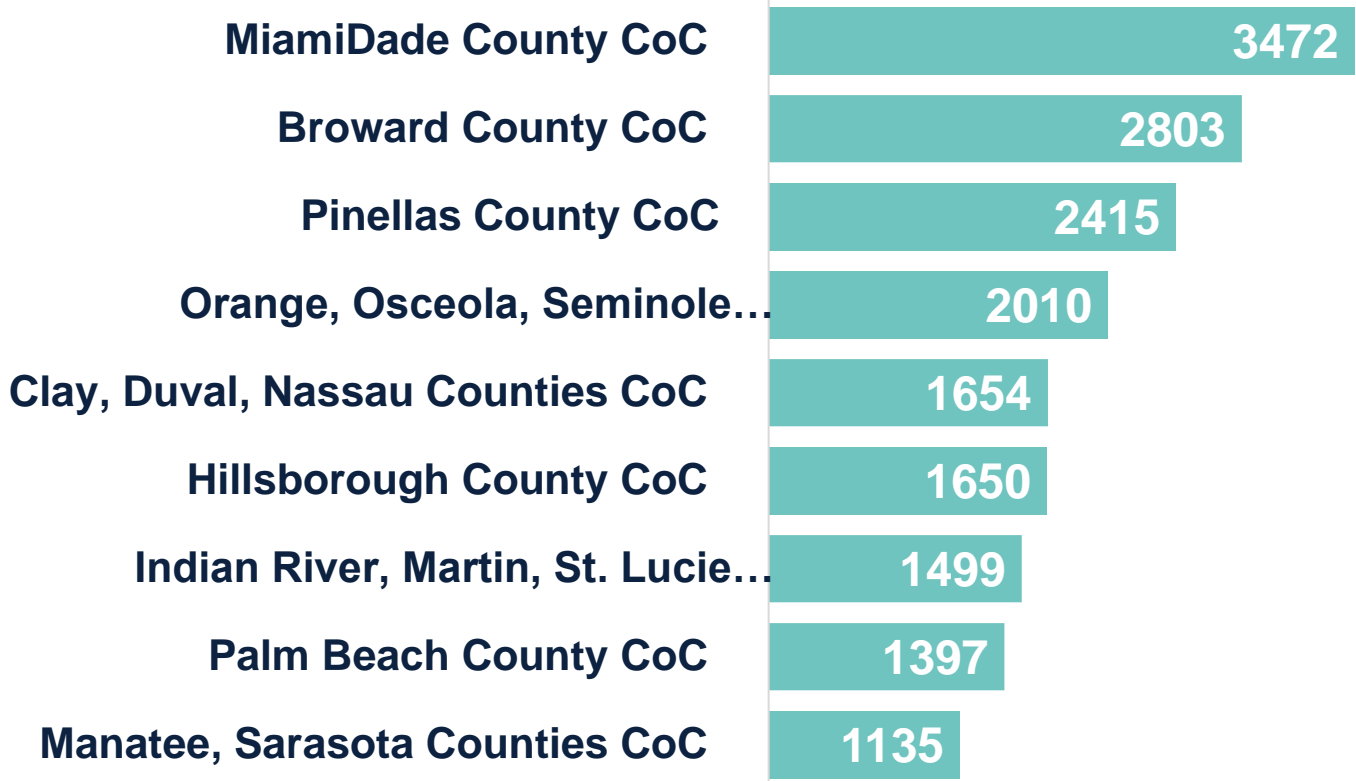 MiamiDade County CoC 3472
Broward County CoC 2803
Pinellas County CoC 2415
Orange, Osceola, Seminole… 2010
Clay, Duval, Nassau Counties CoC 1654
Hillsborough County CoC 1650
Indian River, Martin, St. Lucie… 1499
Palm Beach County CoC 1397
Manatee, Sarasota Counties CoC 1135